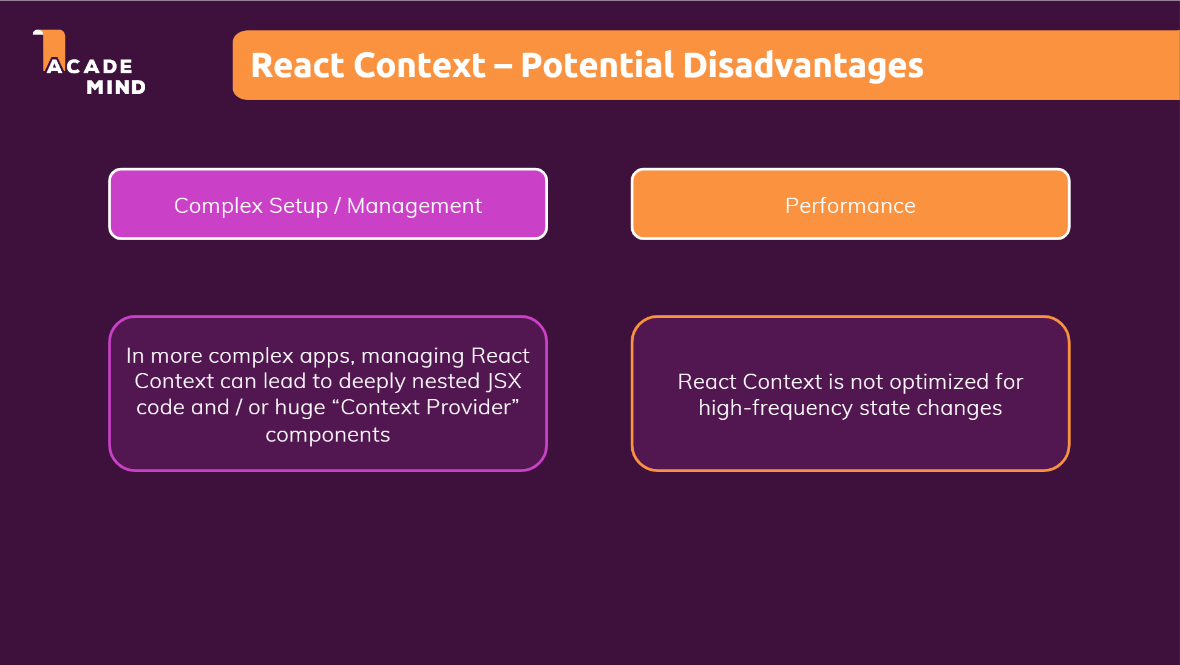 ACADE
MIND
React Context – Potential Disadvantages
Complex Setup / Management
Performance
In more complex apps, managing React
Context can lead to deeply nested JSX
code and / or huge “Context Provider”
components
React Context is not optimized for
high-frequency state changes